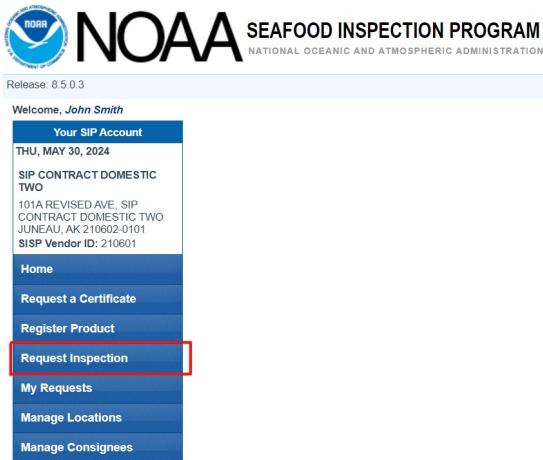 NOAA
NOAA
SEAFOOD INSPECTION PROGRAM
NATIONAL OCEANIC AND ATMOSPHERIC ADMINISTRATION
Release: 8.5.0.3
Welcome, John Smith
Your SIP Account
THU, MAY 30, 2024
SIP CONTRACT DOMESTIC
TWO
101A REVISED AVE, SIP
CONTRACT DOMESTIC TWO
JUNEAU, AK 210602-0101
SISP Vendor ID: 210601
Home
Request a Certificate
Register Product
Request Inspection
My Requests
Manage Locations
Manage Consignees